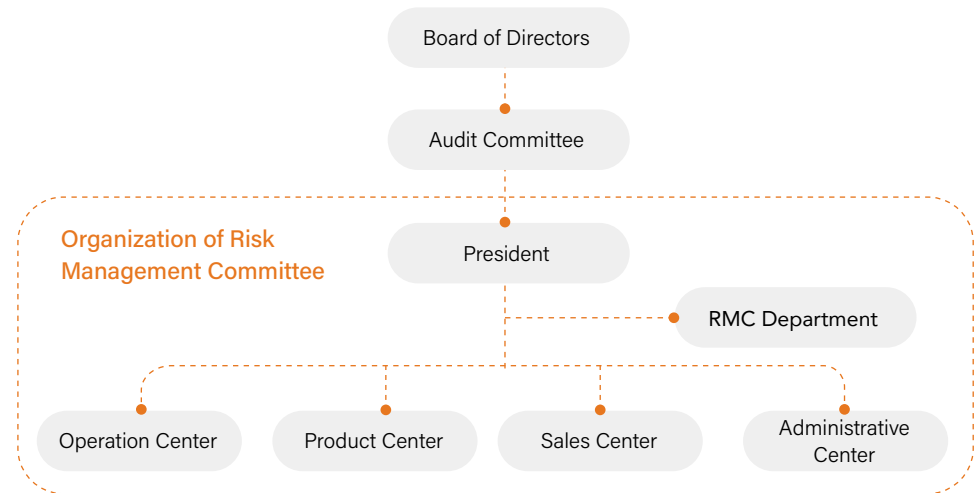 Board of Directors
Audit Committee
Organization of Risk
Management Committee
President
RMC Department
Operation Center
Product Center
Sales Center
Administrative
Center